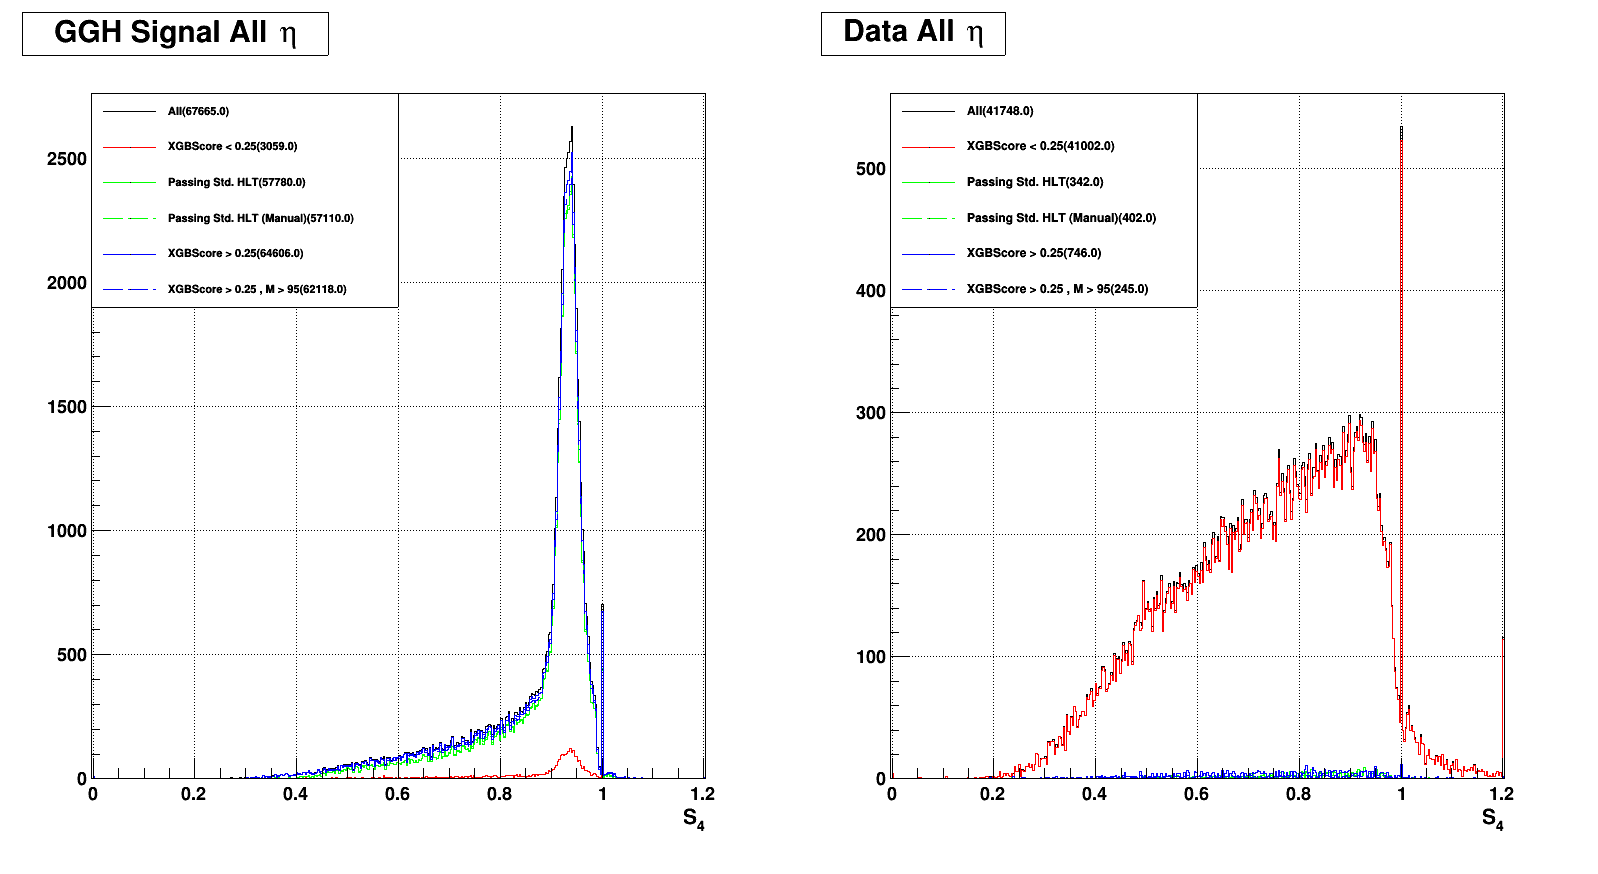 GGH Signal All η
All(67665.0)
XGBScore < 0.25(3059.0)
Passing Std. HLT(57780.0)
Passing Std. HLT (Manual)(57110.0)
XGBScore > 0.25(64606.0)
XGBScore > 0.25 , M > 95(62118.0)
2500
2000
1500
1000
500
0
0 0.2 0.4 0.6 0.8 1 1.2
S4
Data All η
All(41748.0)
XGBScore < 0.25(41002.0)
Passing Std. HLT(342.0)
Passing Std. HLT (Manual)(402.0)
XGBScore > 0.25(746.0)
XGBScore > 0.25 , M > 95(245.0)
500
400
300
200
100
0
0 0.2 0.4 0.6 0.8 1 1.2
S4